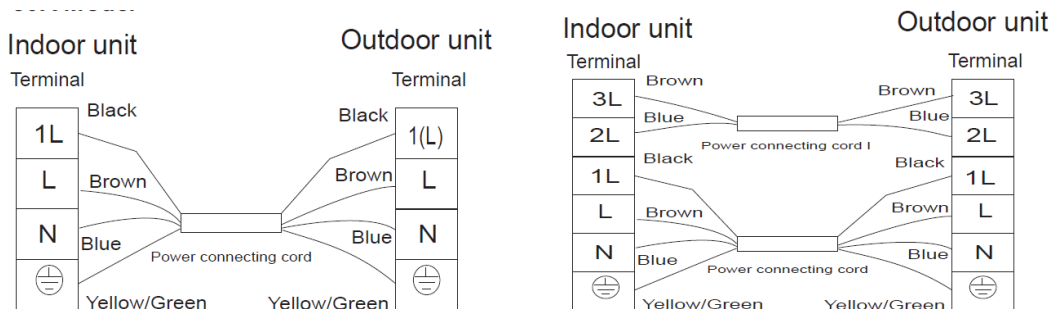 Indoor unit
Outdoor unit
Terminal
Terminal
Black
Black
1L
1(L)
L
Brown
Brown
L
N
Blue
Blue
N
Power connecting cord
Yellow/Green
Yellow/Green
Indoor unit
Outdoor unit
Terminal
Terminal
Brown
Brown
3L
3L
Blue
Blue
2L
2L
Power connecting cord I
Black
Black
1L
1L
L
Brown
Brown
L
N
Blue
Blue
N
Power connecting cord
Yellow/Green
Yellow/Green